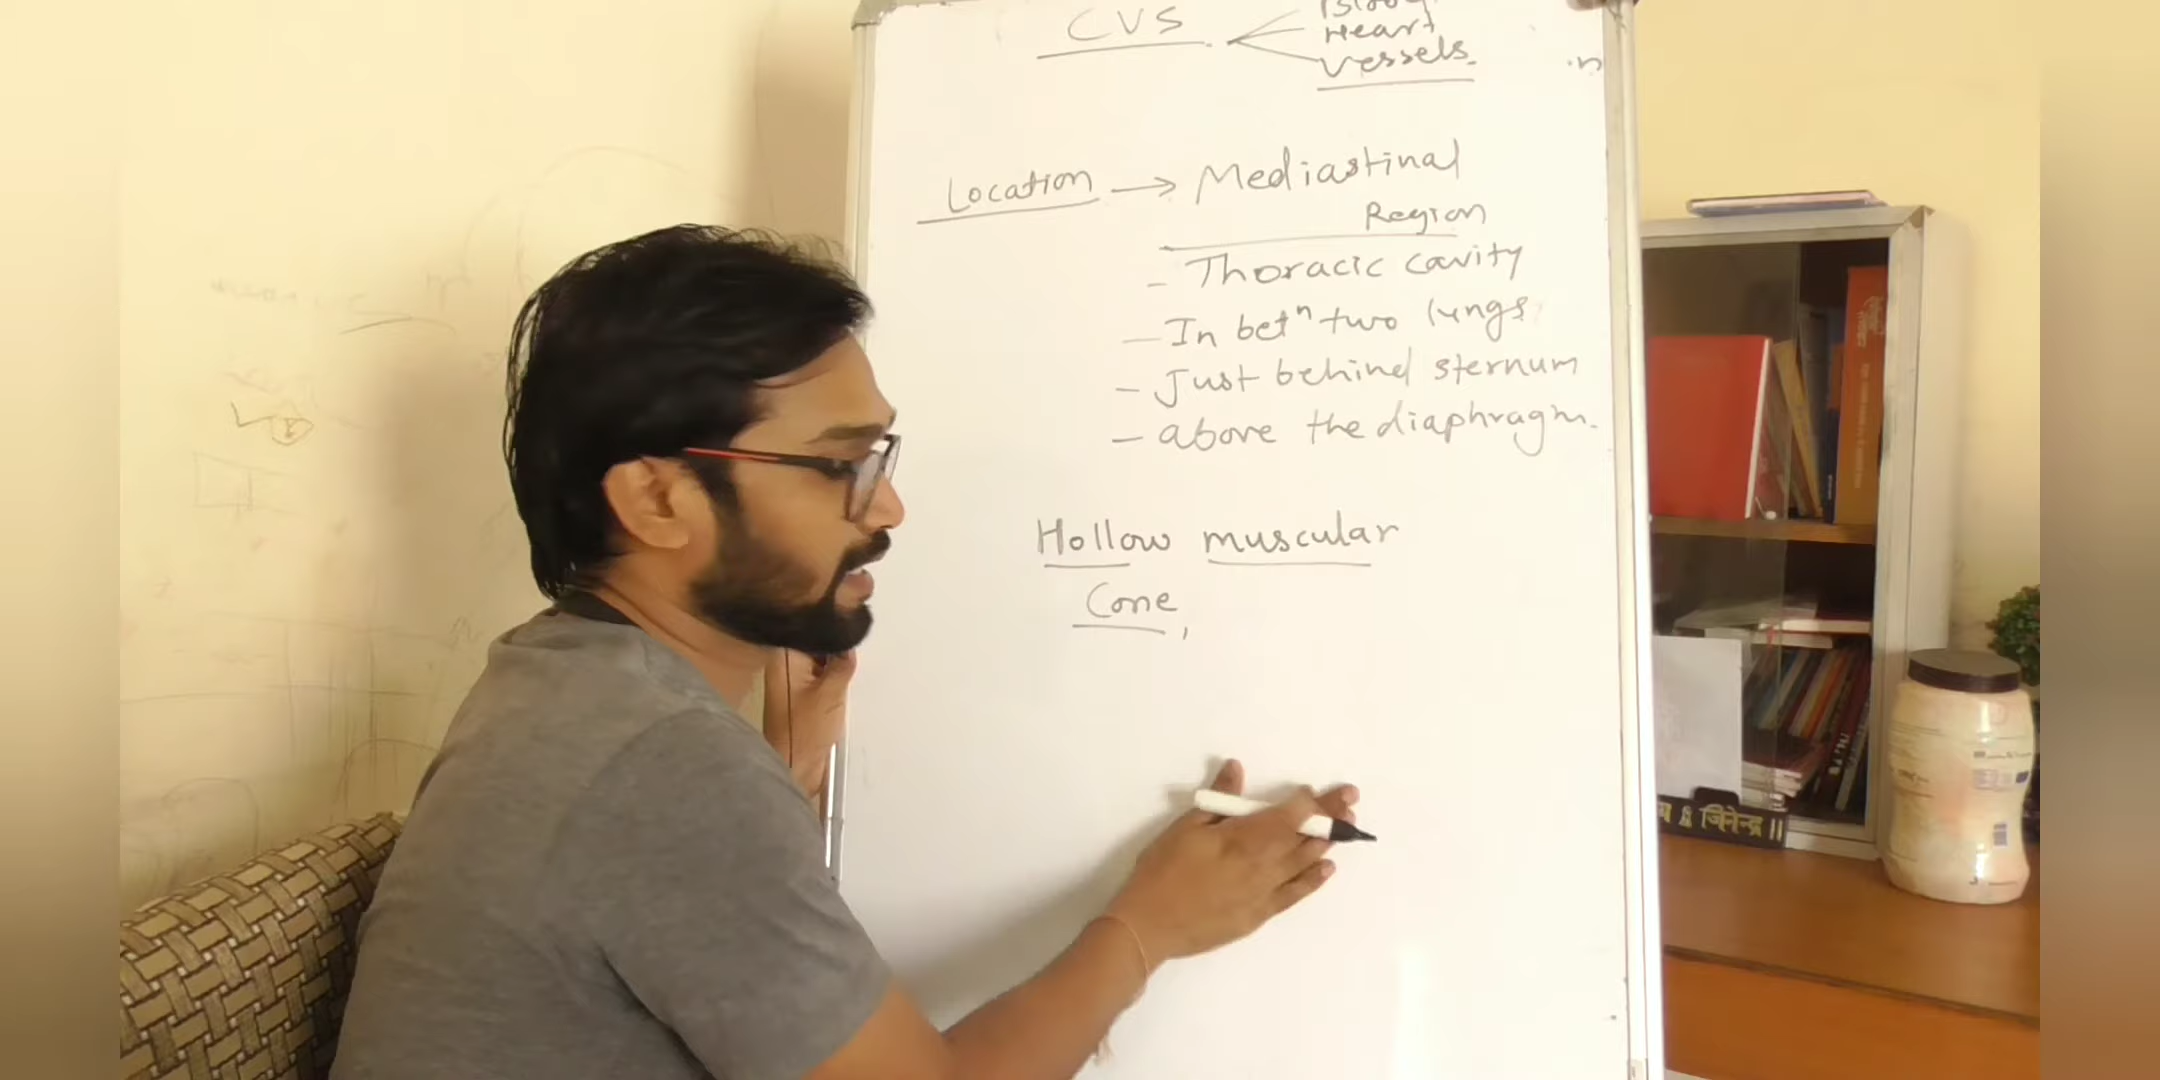 CVS
Blood
Heart
Vessels.
Location → Mediastinal
Region
- Thoracic cavity
- In betⁿ two lungs
- Just behind sternum
- above the diaphragm.
Hollow muscular
Cone,
जिनेन्द्र ॥